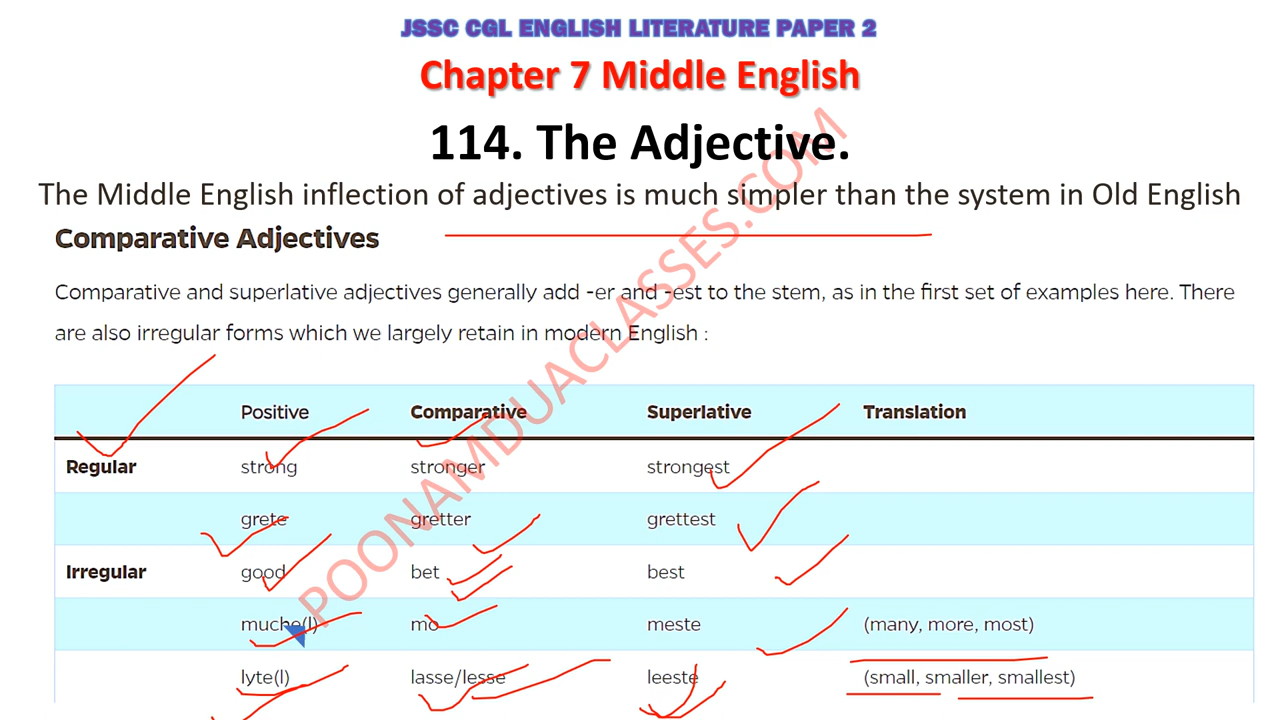 JSSC CGL ENGLISH LITERATURE PAPER 2
Chapter 7 Middle English
114. The Adjective.
The Middle English inflection of adjectives is much simpler than the system in Old English
Comparative Adjectives
Comparative and superlative adjectives generally add -er and -est to the stem, as in the first set of examples here. There
are also irregular forms which we largely retain in modern English :
Positive Comparative Superlative Translation
Regular strong stronger strongest
grete gretter grettest
Irregular good bet best
muche(l) mo meste (many, more, most)
lyte(l) lasse/lesse leeste (small, smaller, smallest)
POONAMDUACLASSES.COM